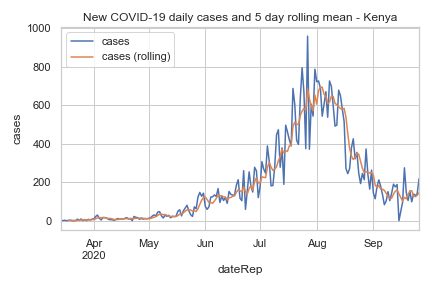 New COVID-19 daily cases and 5 day rolling mean - Kenya
cases
cases (rolling)
1000
800
600
400
200
0
cases
Apr
2020
May
Jun
Jul
Aug
Sep
dateRep